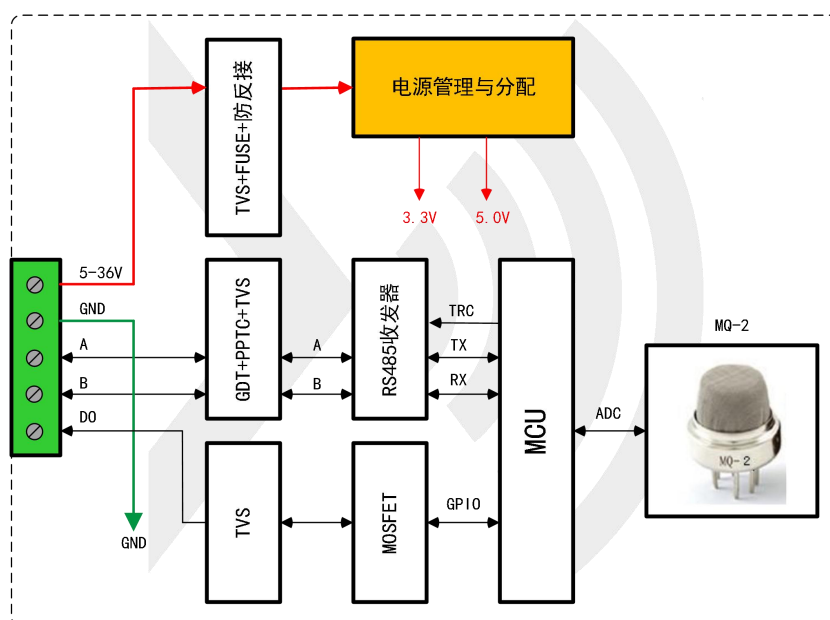 TVS+FUSE+防反接
电源管理与分配
3.3V
5.0V
5-36V
GND
A
B
DO
GND
GDT+PPTC+TVS
A
B
RS485收发器
TRC
TX
RX
MCU
ADC
MQ-2
MQ-2
TVS
MOSFET
GPIO